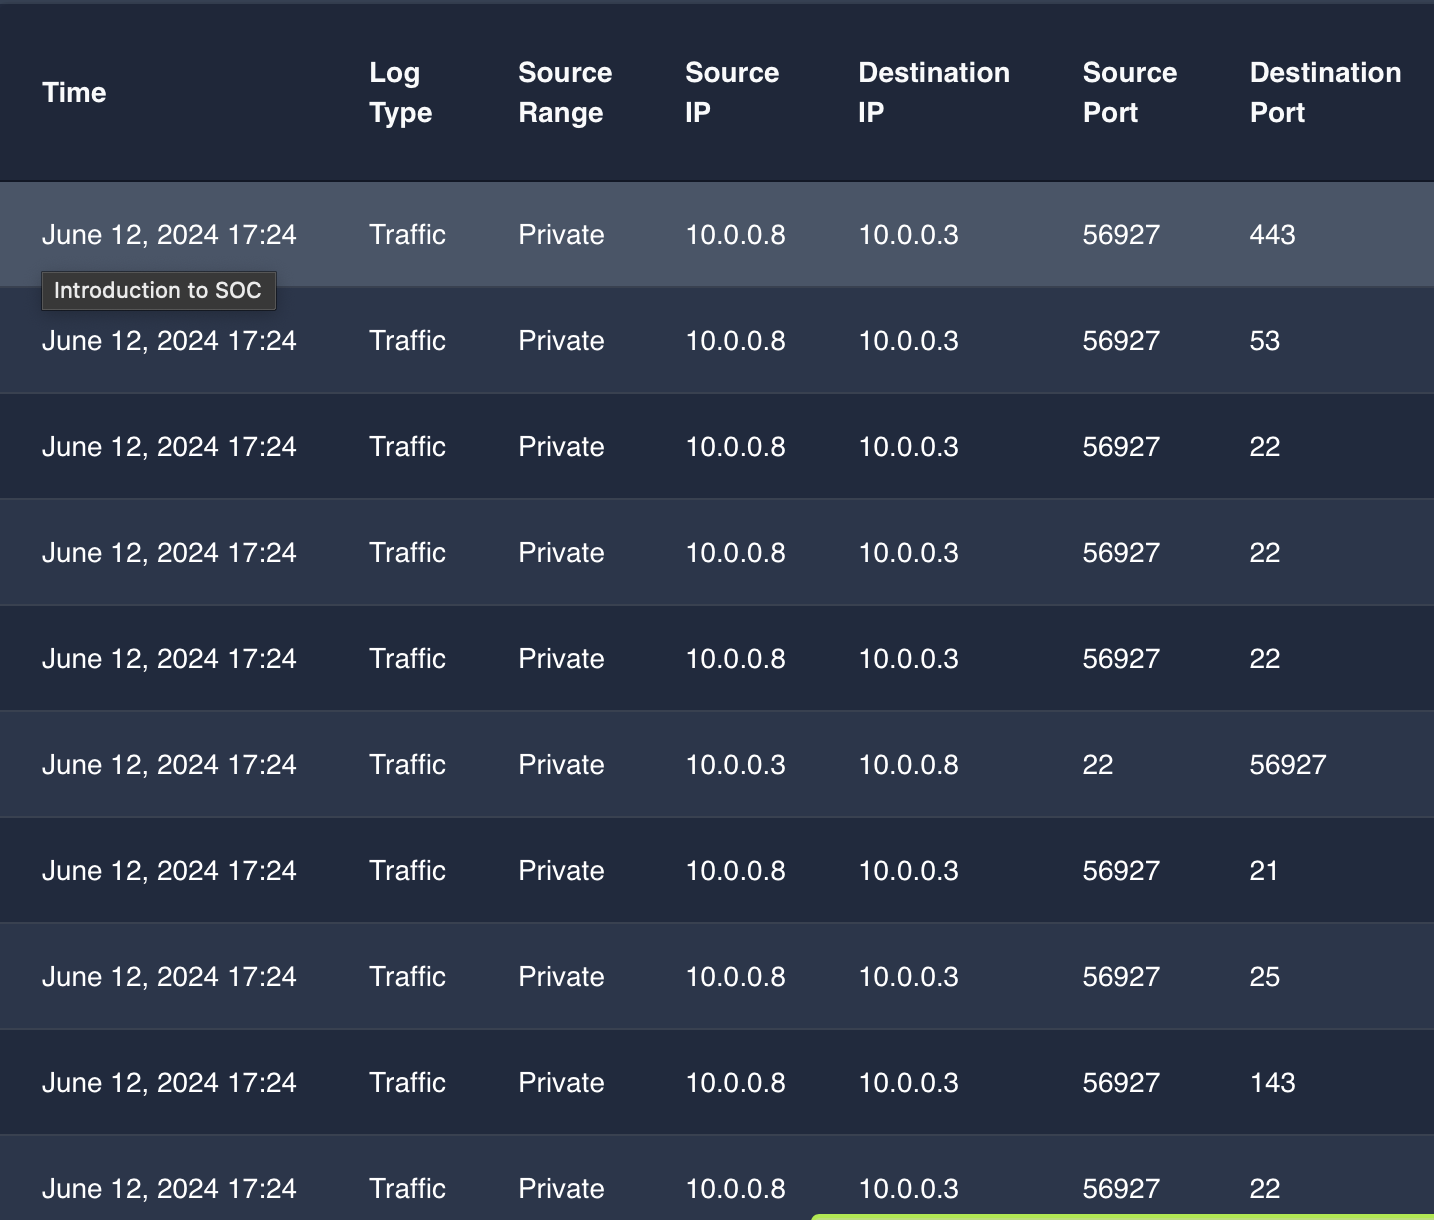 Time Log Type Source Range Source IP Destination IP Source Port Destination Port
June 12, 2024 17:24 Traffic Private 10.0.0.8 10.0.0.3 56927 443
Introduction to SOC
June 12, 2024 17:24 Traffic Private 10.0.0.8 10.0.0.3 56927 53
June 12, 2024 17:24 Traffic Private 10.0.0.8 10.0.0.3 56927 22
June 12, 2024 17:24 Traffic Private 10.0.0.8 10.0.0.3 56927 22
June 12, 2024 17:24 Traffic Private 10.0.0.8 10.0.0.3 56927 22
June 12, 2024 17:24 Traffic Private 10.0.0.3 10.0.0.8 22 56927
June 12, 2024 17:24 Traffic Private 10.0.0.8 10.0.0.3 56927 21
June 12, 2024 17:24 Traffic Private 10.0.0.8 10.0.0.3 56927 25
June 12, 2024 17:24 Traffic Private 10.0.0.8 10.0.0.3 56927 143
June 12, 2024 17:24 Traffic Private 10.0.0.8 10.0.0.3 56927 22